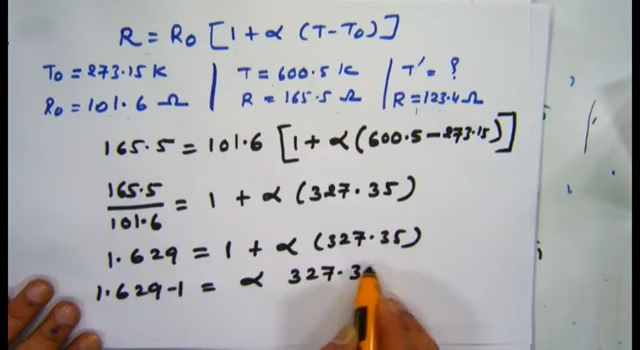 R = R₀ [1 + α (T-T₀)]
T₀ = 273.15 K | T = 600.5 K | T' = ?
R₀ = 101.6 Ω | R = 165.5 Ω | R = 123.4 Ω
165.5 = 101.6 [1 + α (600.5 - 273.15)]
165.5/101.6 = 1 + α (327.35)
1.629 = 1 + α (327.35)
1.629-1 = α 327.3